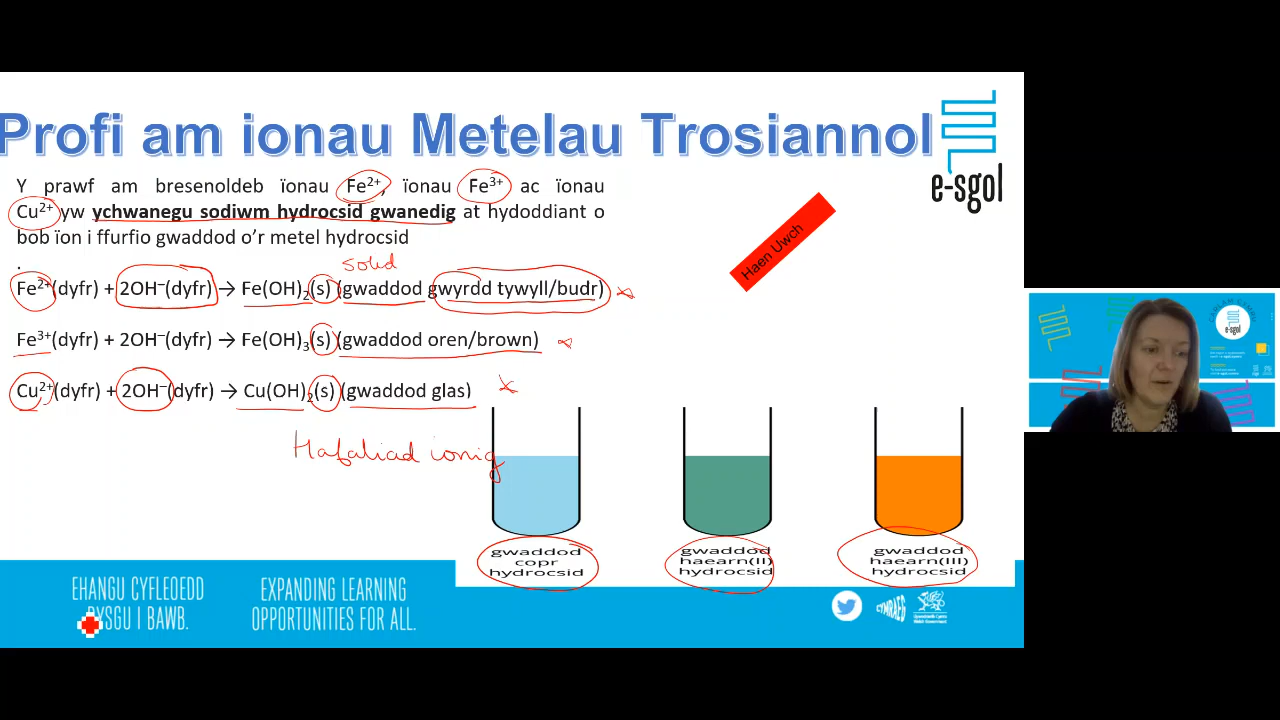 Profi am ionau Metelau Trosiannol
e-sgol
Y prawf am bresenoldeb ïonau Fe²⁺, ïonau Fe³⁺ ac ïonau
Cu²⁺ yw ychwanegu sodiwm hydrocsid gwanedig at hydoddiant o
bob ïon i ffurfio gwaddod o'r metel hydrocsid
.
solid
Fe²⁺(dyfr) + 2OH⁻(dyfr) → Fe(OH)₂(s) (gwaddod gwyrdd tywyll/budr)
Fe³⁺(dyfr) + 2OH⁻(dyfr) → Fe(OH)₃(s) (gwaddod oren/brown)
Cu²⁺(dyfr) + 2OH⁻(dyfr) → Cu(OH)₂(s) (gwaddod glas)
Haen Uwch
Hafaliad ionig
gwaddod
copr
hydrocsid
gwaddod
haearn(II)
hydrocsid
gwaddod
haearn(III)
hydrocsid
EHANGU CYFLEOEDD
DYSGU I BAWB.
EXPANDING LEARNING
OPPORTUNITIES FOR ALL.
CYMRAEG
e-sgol